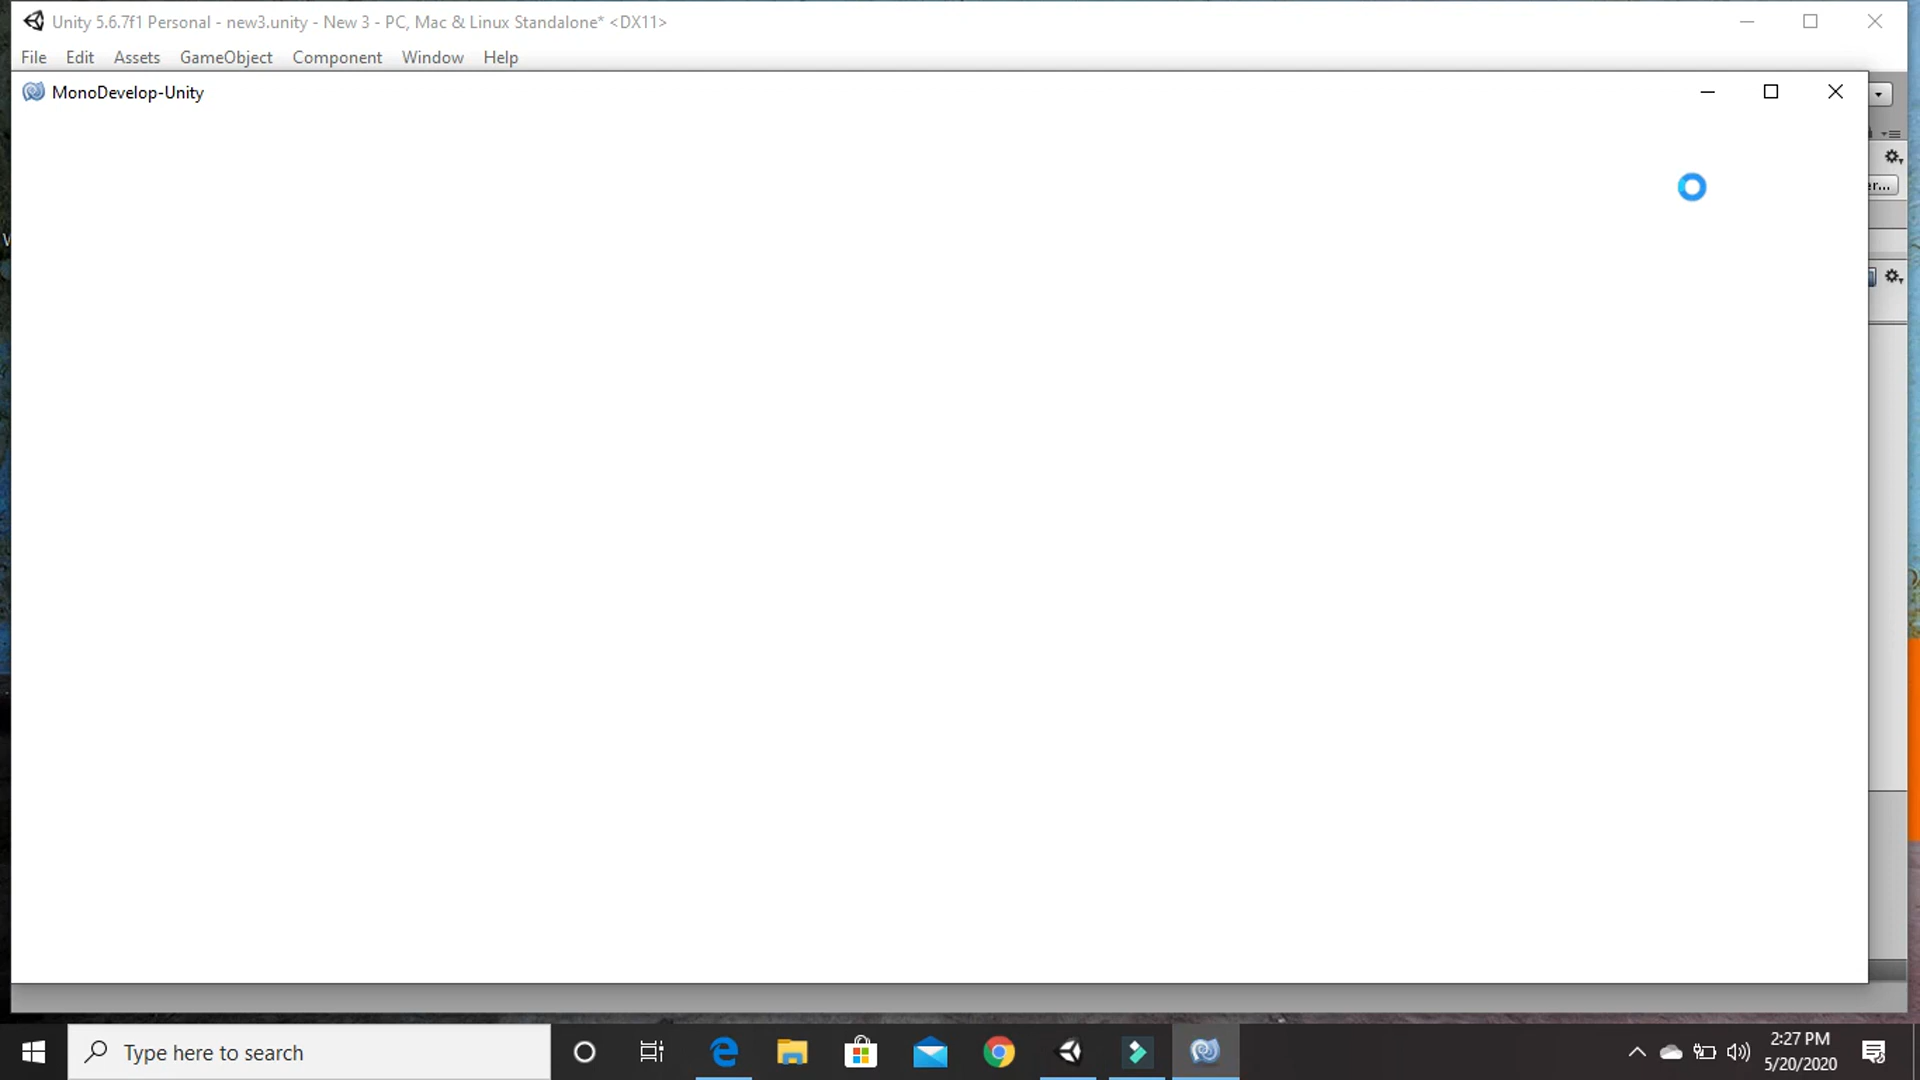 Unity 5.6.7f1 Personal - new3.unity - New 3 - PC, Mac & Linux Standalone* <DX11>
File Edit Assets GameObject Component Window Help
MonoDevelop-Unity
er...
Type here to search
2:27 PM
5/20/2020